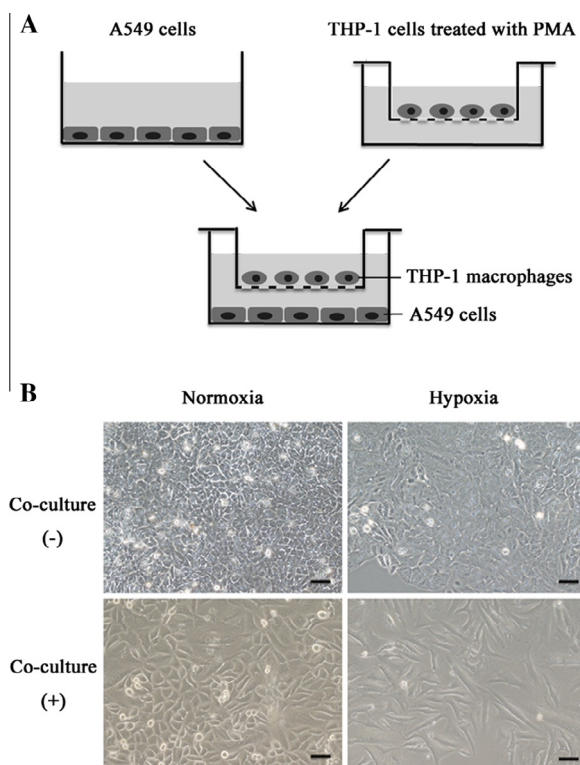 A
A549 cells
THP-1 cells treated with PMA
THP-1 macrophages
A549 cells
B
Normoxia
Hypoxia
Co-culture
(-)
Co-culture
(+)